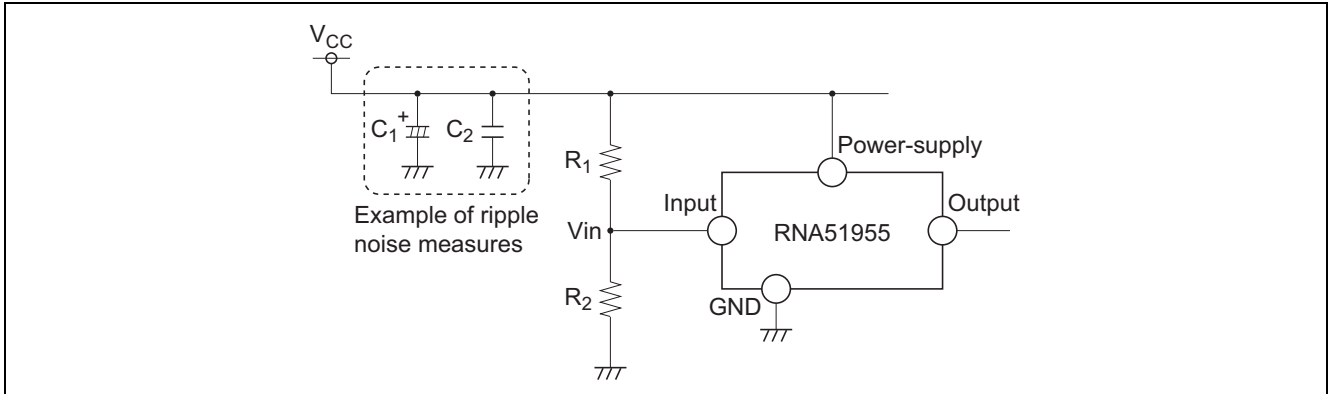 VCC
C1
+
C2
Example of ripple
noise measures
R1
Vin
R2
Power-supply
Input
RNA51955
Output
GND